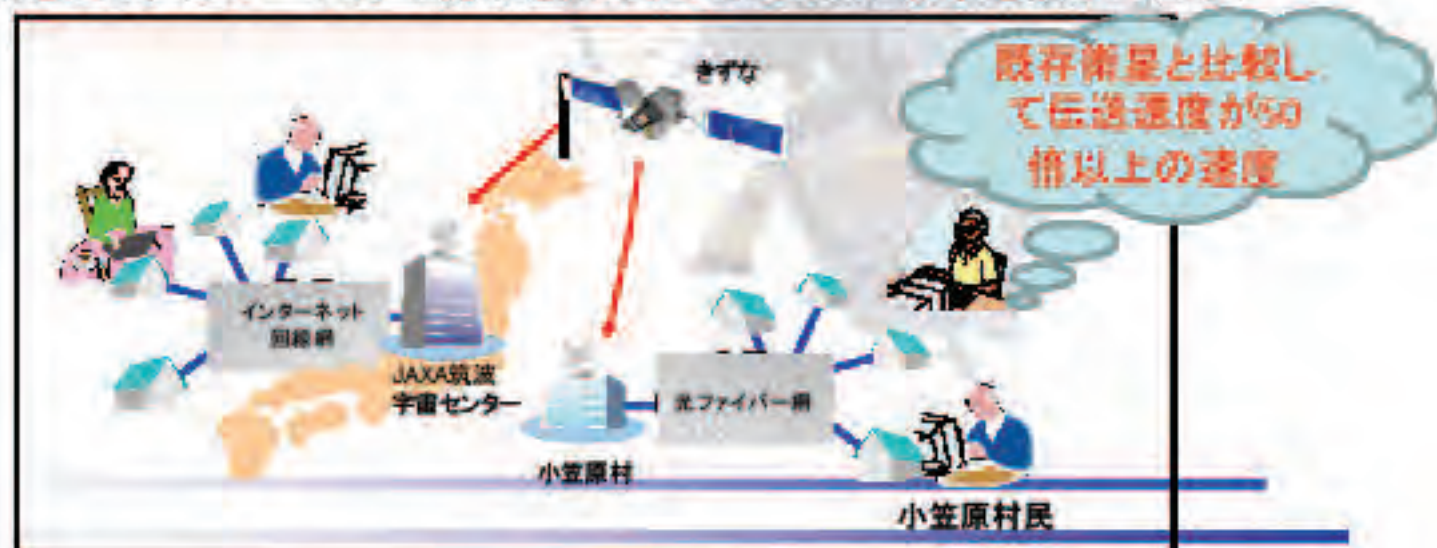 きずな
既存衛星と比較し
て伝送速度が50
倍以上の速度
インターネット
回線網
JAXA筑波
宇宙センター
光ファイバー網
小笠原村
小笠原村民